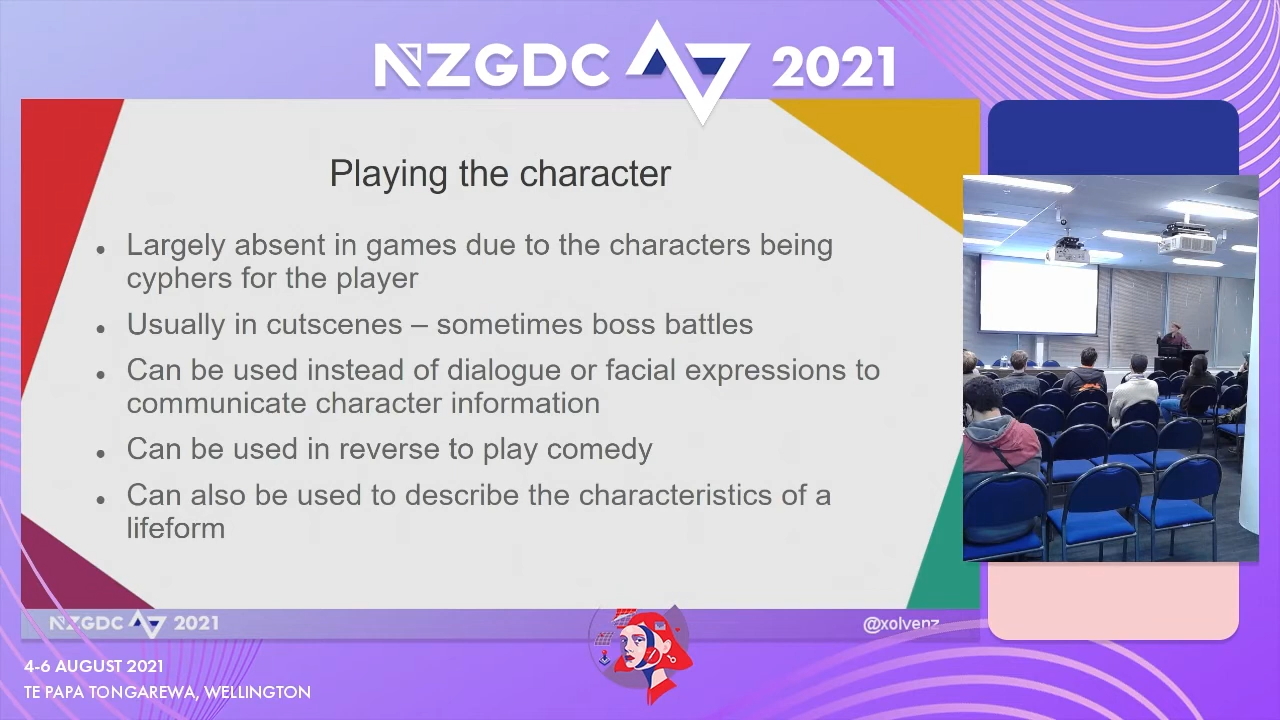 NZGDC 2021
Playing the character
• Largely absent in games due to the characters being
cyphers for the player
• Usually in cutscenes – sometimes boss battles
• Can be used instead of dialogue or facial expressions to
communicate character information
• Can be used in reverse to play comedy
• Can also be used to describe the characteristics of a
lifeform
NZGDC 2021
@xolvenz
4-6 AUGUST 2021
TE PAPA TONGAREWA, WELLINGTON